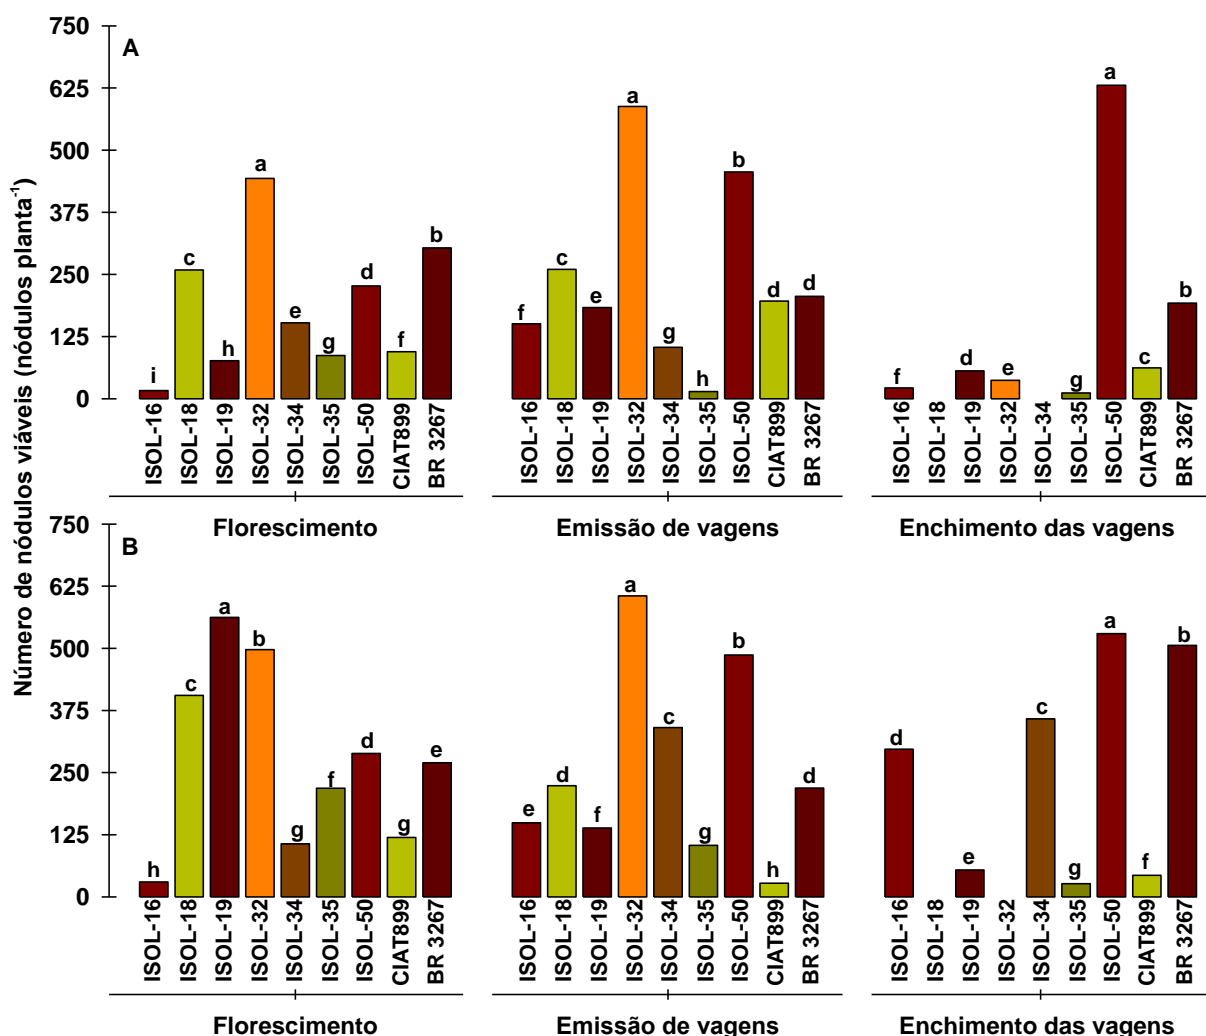 Número de nódulos viáveis (nódulos planta-1)
A
750
625
500
375
250
125
0
i c h a e g d f b
f c e a g h b d d
f d e g a c b
ISOL-16 ISOL-18 ISOL-19 ISOL-32 ISOL-34 ISOL-35 ISOL-50 CIAT899 BR 3267
ISOL-16 ISOL-18 ISOL-19 ISOL-32 ISOL-34 ISOL-35 ISOL-50 CIAT899 BR 3267
ISOL-16 ISOL-18 ISOL-19 ISOL-32 ISOL-34 ISOL-35 ISOL-50 CIAT899 BR 3267
Florescimento Emissão de vagens Enchimento das vagens
B
750
625
500
375
250
125
0
h c a b g f d g e
e d f a c g b h d
d e c g a f b
ISOL-16 ISOL-18 ISOL-19 ISOL-32 ISOL-34 ISOL-35 ISOL-50 CIAT899 BR 3267
ISOL-16 ISOL-18 ISOL-19 ISOL-32 ISOL-34 ISOL-35 ISOL-50 CIAT899 BR 3267
ISOL-16 ISOL-18 ISOL-19 ISOL-32 ISOL-34 ISOL-35 ISOL-50 CIAT899 BR 3267
Florescimento Emissão de vagens Enchimento das vagens